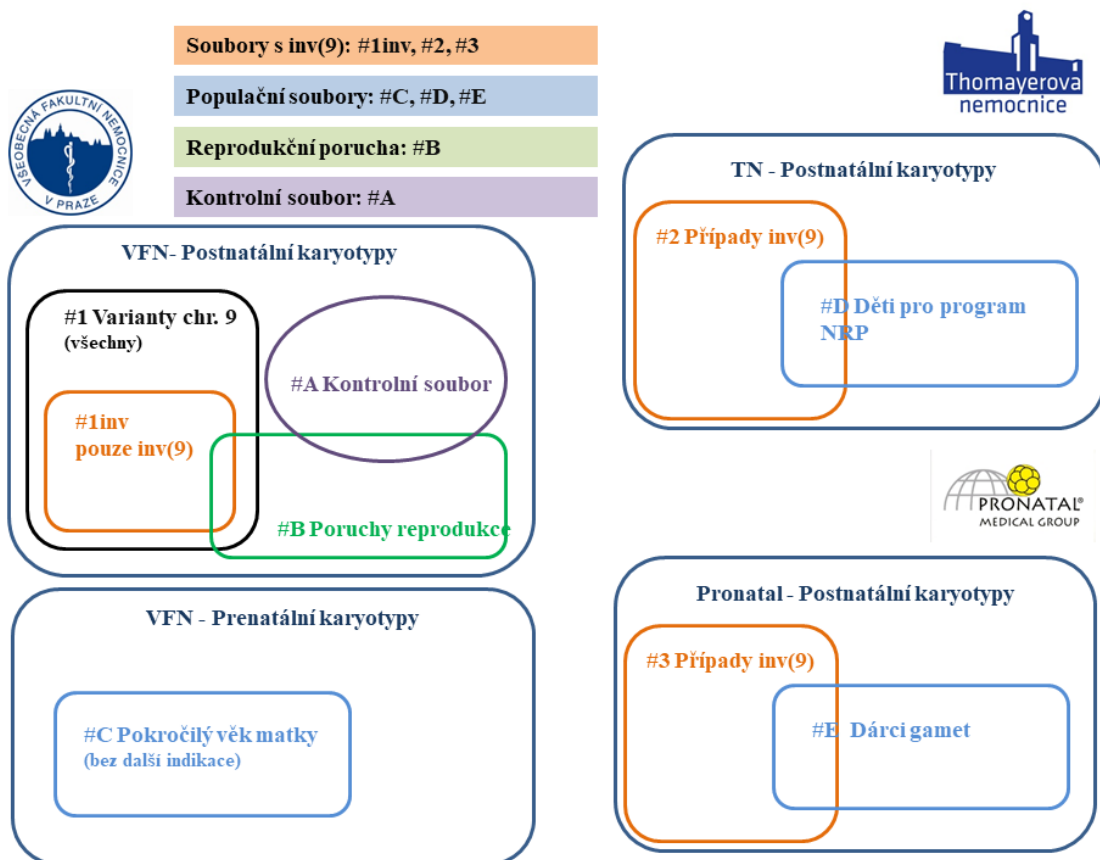 Soubory s inv(9): #1inv, #2, #3
Populační soubory: #C, #D, #E
Reprodukční porucha: #B
Kontrolní soubor: #A
VŠEOBECNÁ FAKULTNÍ NEMOCNICE
V PRAZE
Thomayerova
nemocnice
VFN- Postnatální karyotypy
#1 Varianty chr. 9
(všechny)
#1inv
pouze inv(9)
#A Kontrolní soubor
#B Poruchy reprodukce
TN - Postnatální karyotypy
#2 Případy inv(9)
#D Děti pro program
NRP
PRONATAL®
MEDICAL GROUP
VFN - Prenatální karyotypy
#C Pokročilý věk matky
(bez další indikace)
Pronatal - Postnatální karyotypy
#3 Případy inv(9)
#E Dárci gamet